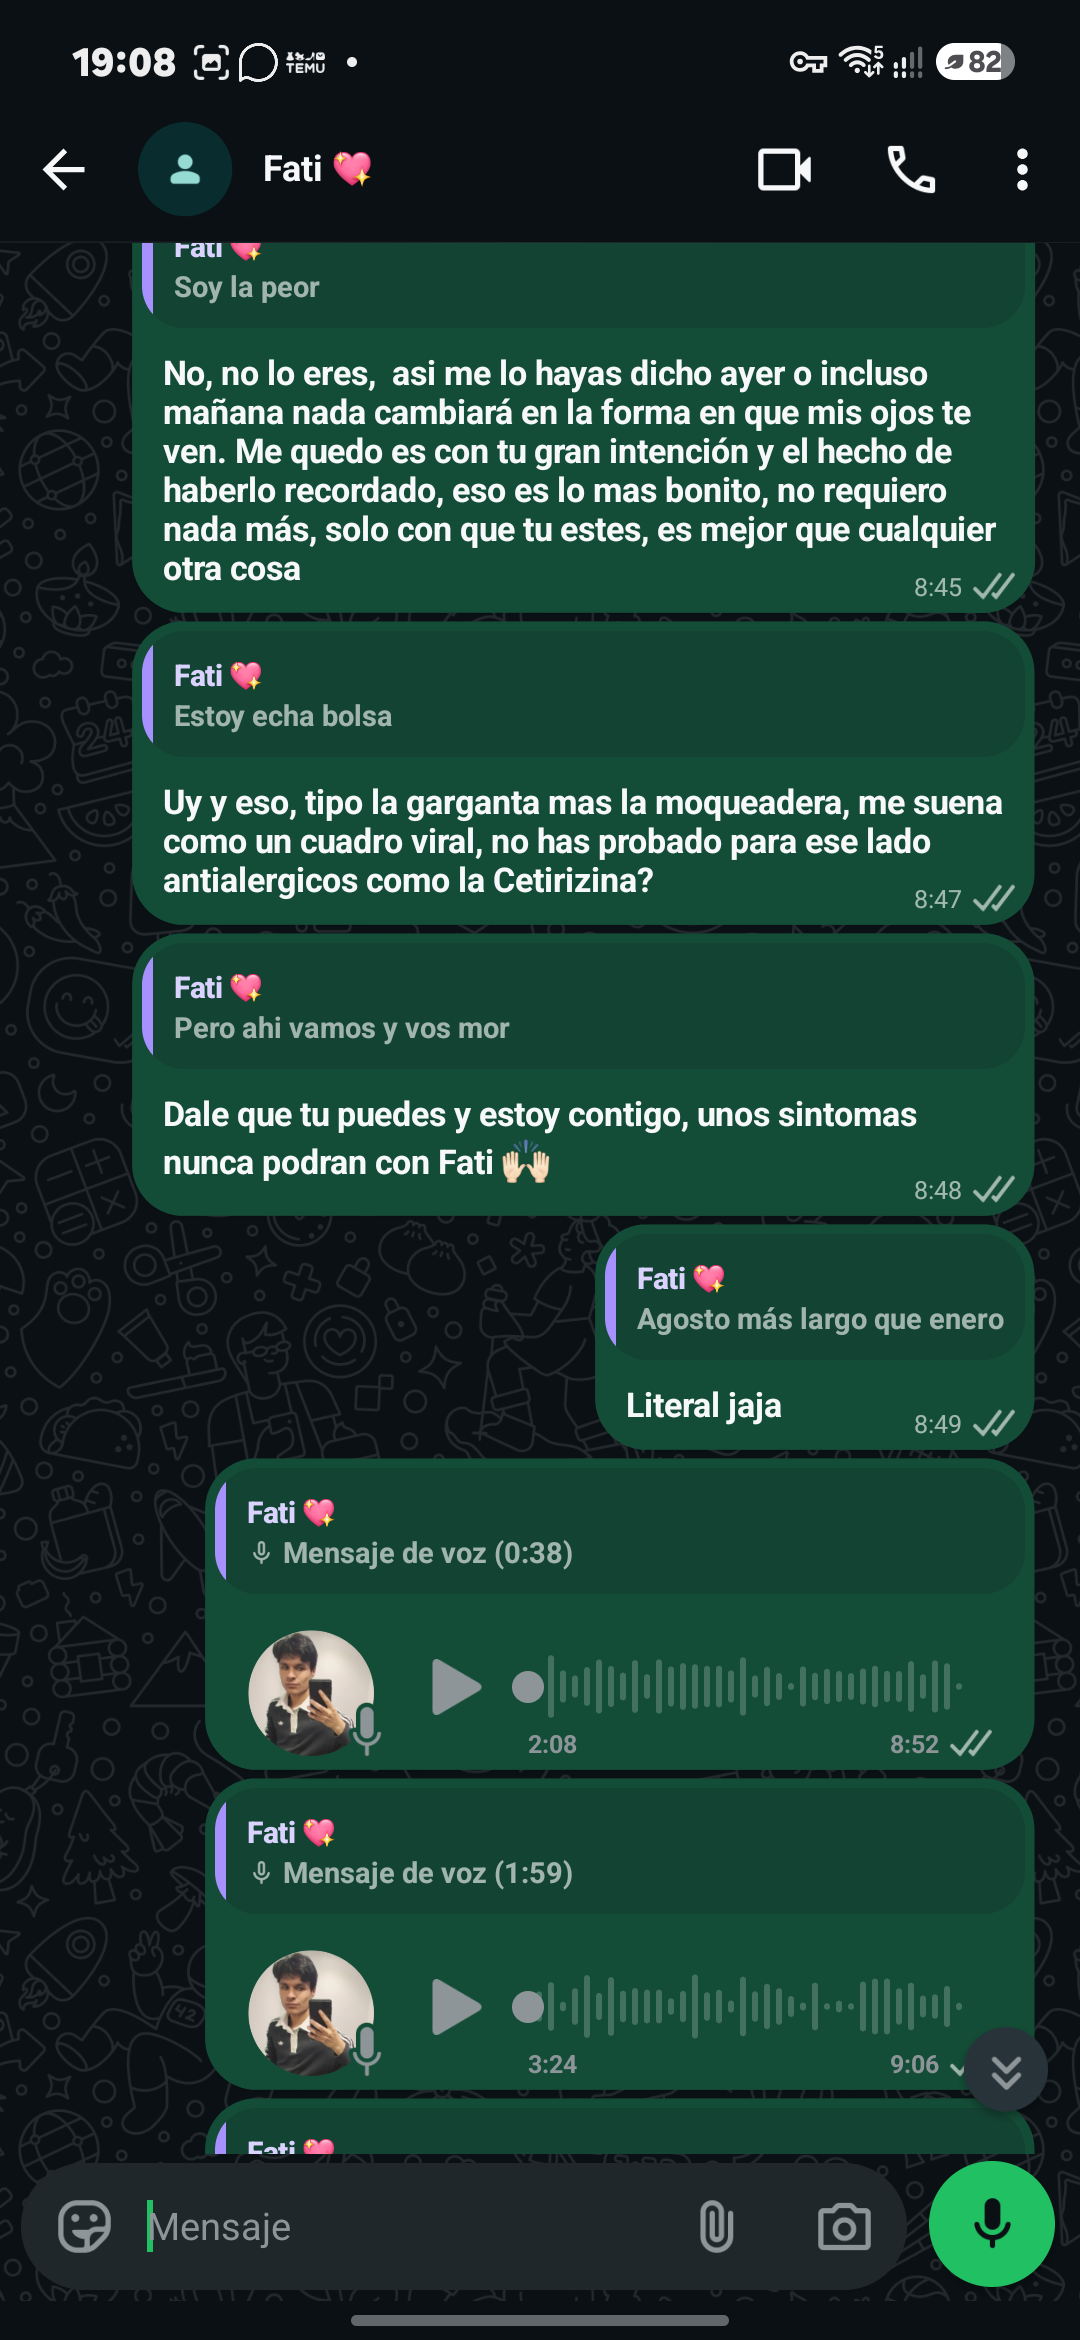 19:08
TEMU
5
82
Fati
Fati
Soy la peor
No, no lo eres, asi me lo hayas dicho ayer o incluso
mañana nada cambiará en la forma en que mis ojos te
ven. Me quedo es con tu gran intención y el hecho de
haberlo recordado, eso es lo mas bonito, no requiero
nada más, solo con que tu estes, es mejor que cualquier
otra cosa
8:45
Fati
Estoy echa bolsa
Uy y eso, tipo la garganta mas la moqueadera, me suena
como un cuadro viral, no has probado para ese lado
antialergicos como la Cetirizina?
8:47
Fati
Pero ahi vamos y vos mor
Dale que tu puedes y estoy contigo, unos sintomas
nunca podran con Fati 🙌🏻
8:48
Fati
Agosto más largo que enero
Literal jaja
8:49
Fati
Mensaje de voz (0:38)
2:08
8:52
Fati
Mensaje de voz (1:59)
3:24
9:06
Fati
Mensaje